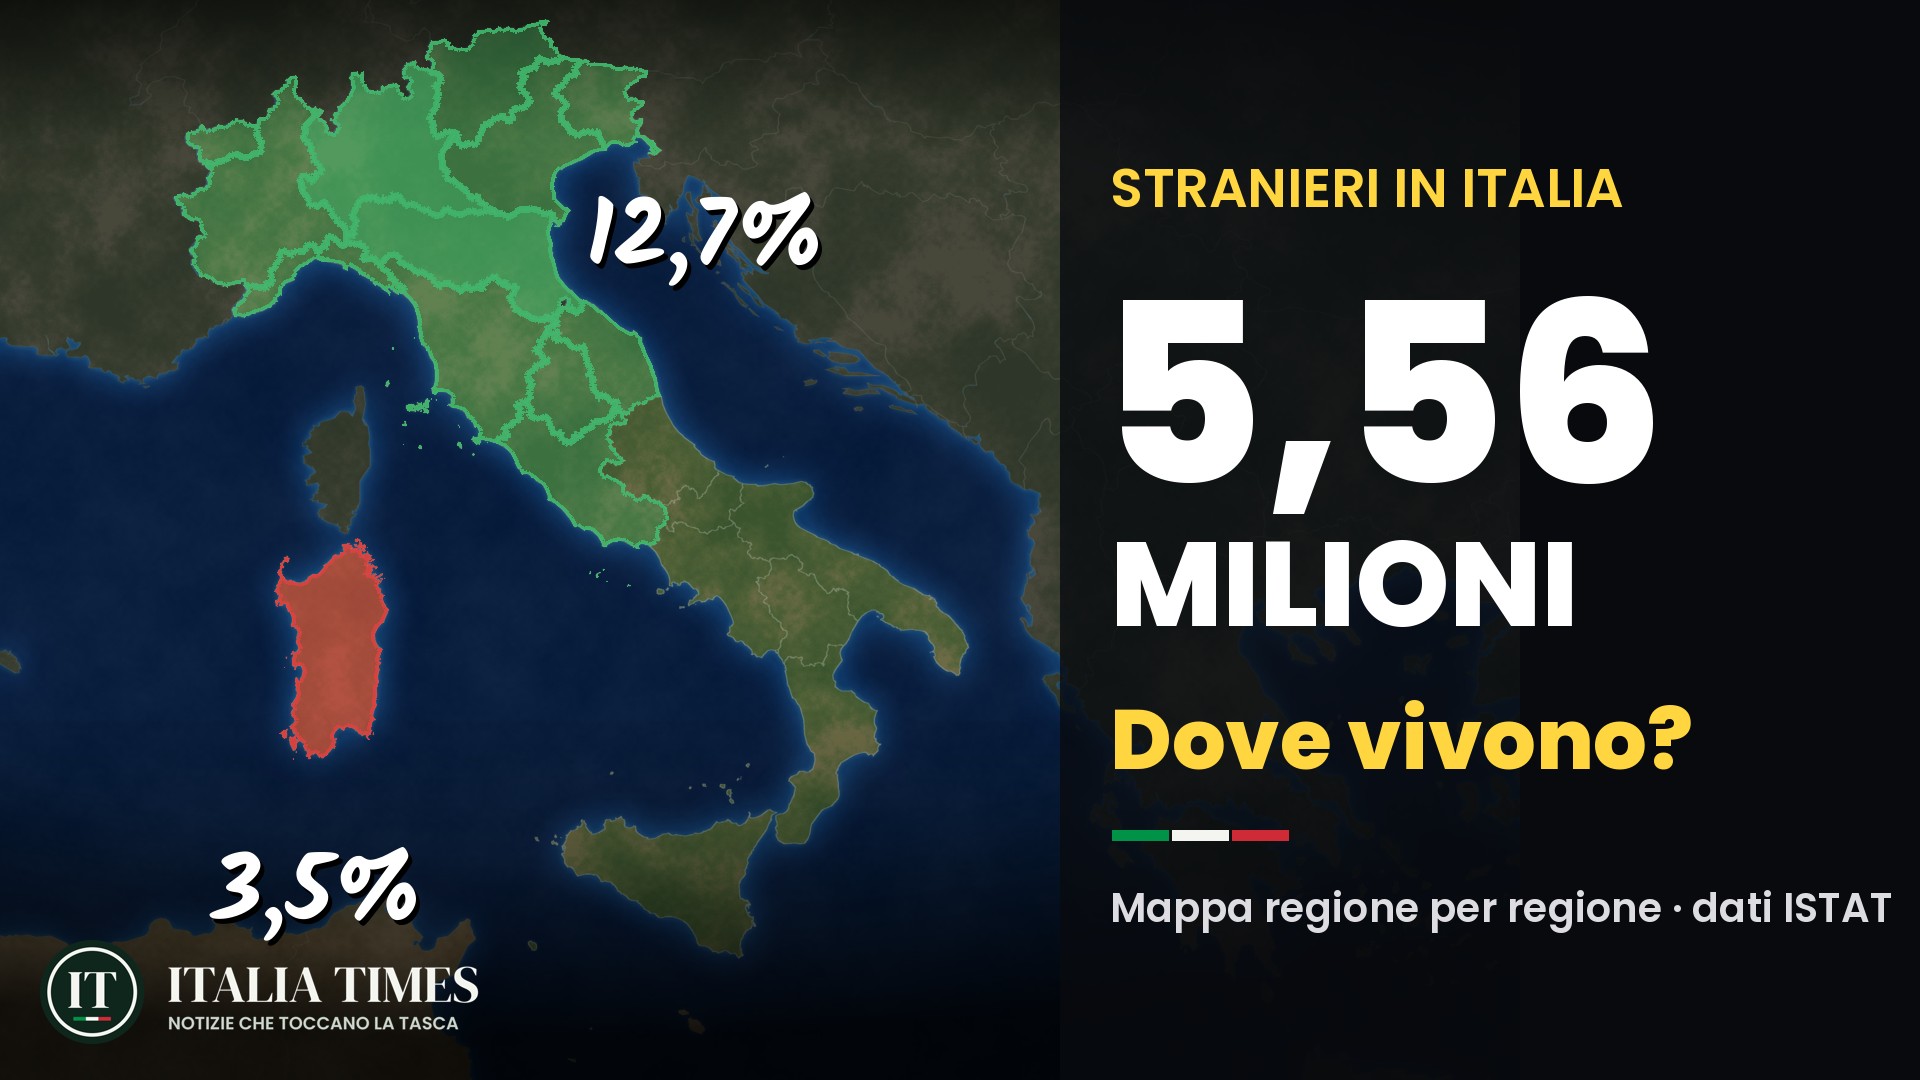 12,7%
3,5%
IT
ITALIA TIMES
NOTIZIE CHE TOCCANO LA TASCA
STRANIERI IN ITALIA
5,56
MILIONI
Dove vivono?
Mappa regione per regione · dati ISTAT